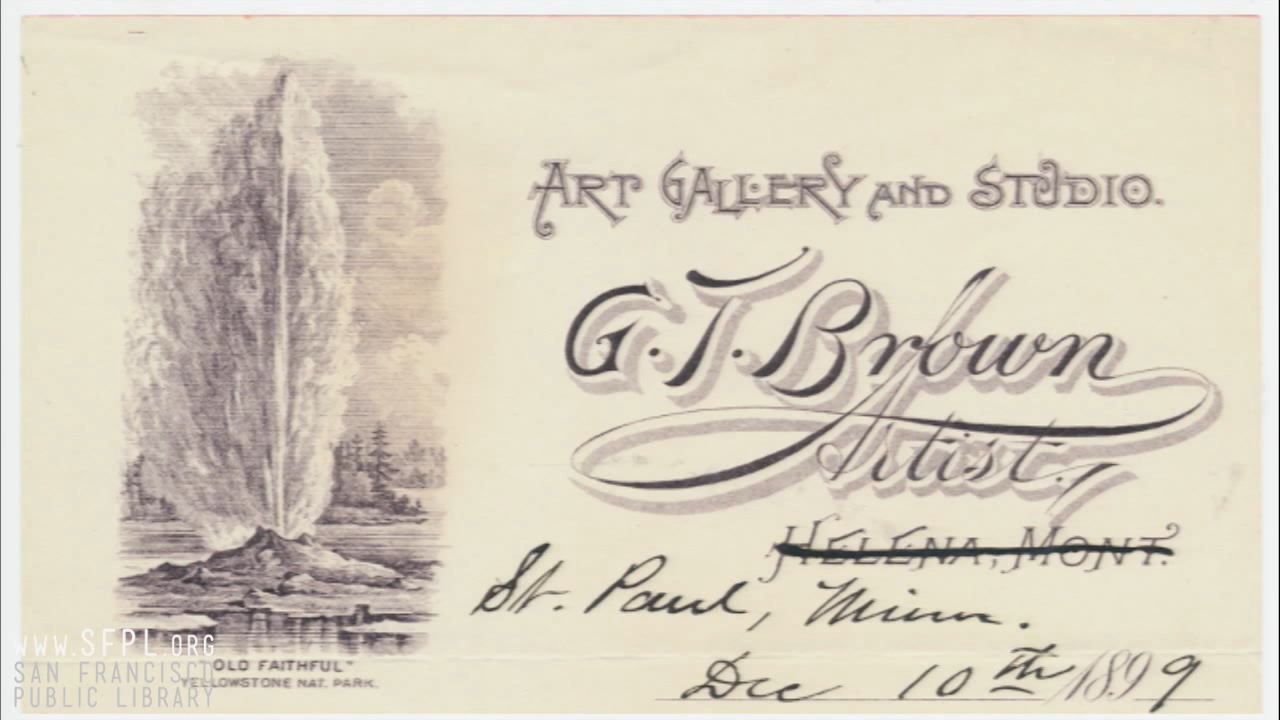 ART GALLERY AND STUDIO.
G. T. Brown
Artist,
HELENA, MONT.
St. Paul, Minn.
Dec 10th 1899
"OLD FAITHFUL"
YELLOWSTONE NAT. PARK.
WWW.SFPL.ORG
SAN FRANCISCO
PUBLIC LIBRARY